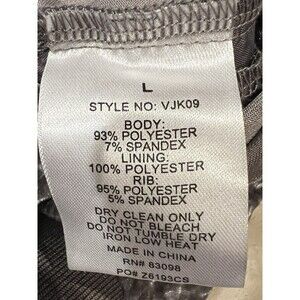 L
STYLE NO: VJK09
BODY:
93% POLYESTER
7% SPANDEX
LINING:
100% POLYESTER
RIB:
95% POLYESTER
5% SPANDEX
DRY CLEAN ONLY
DO NOT BLEACH
DO NOT TUMBLE DRY
IRON LOW HEAT
MADE IN CHINA
RN# 83098
PO# Z6193CS